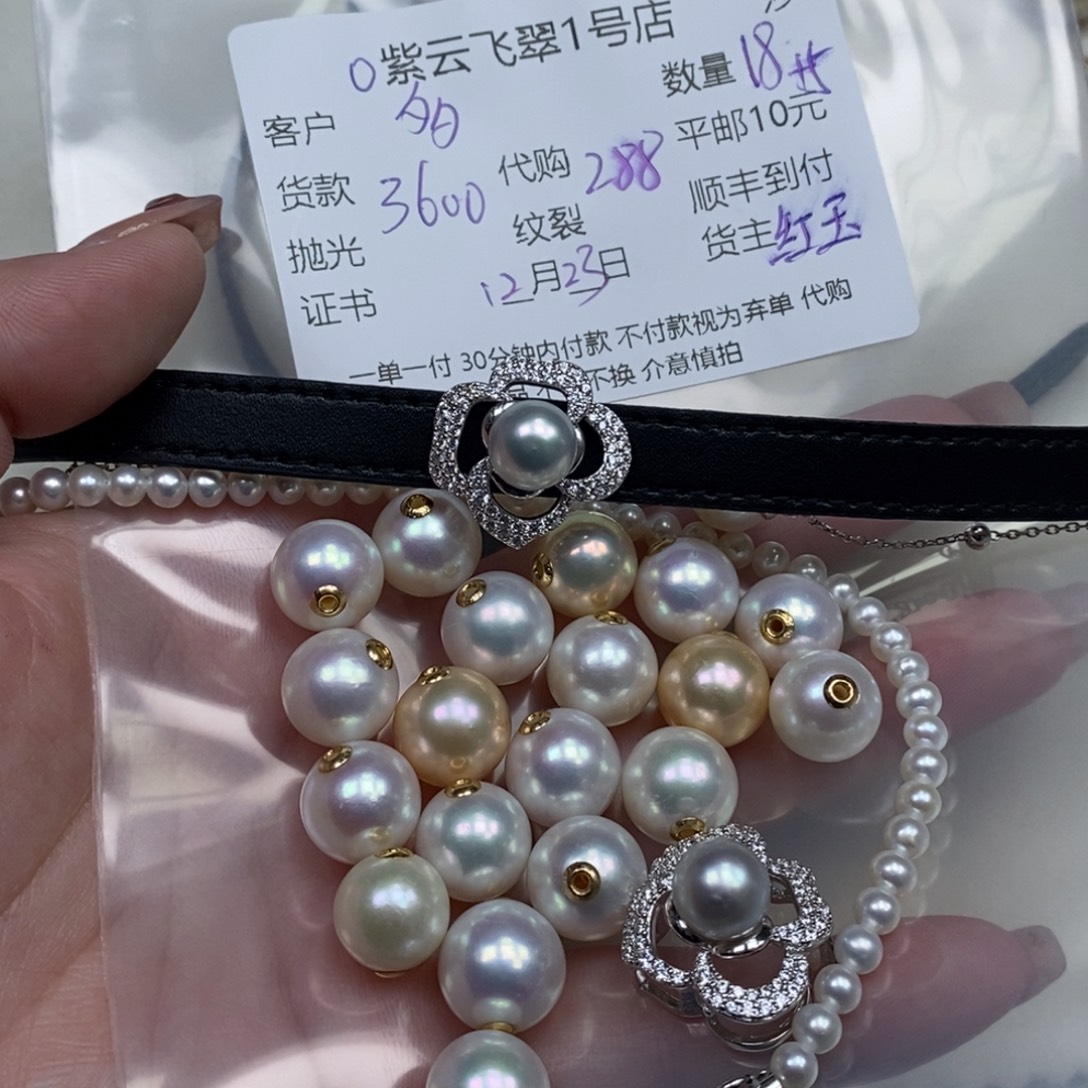 O紫云飞翠1号店
客户 多多 数量 18共
货款 3600 代购 288 平邮10元
抛光 纹裂 顺丰到付
证书 12月23日 货主 红玉
一单一付 30分钟内付款 不付款视为弃单 代购
不换 介意慎拍